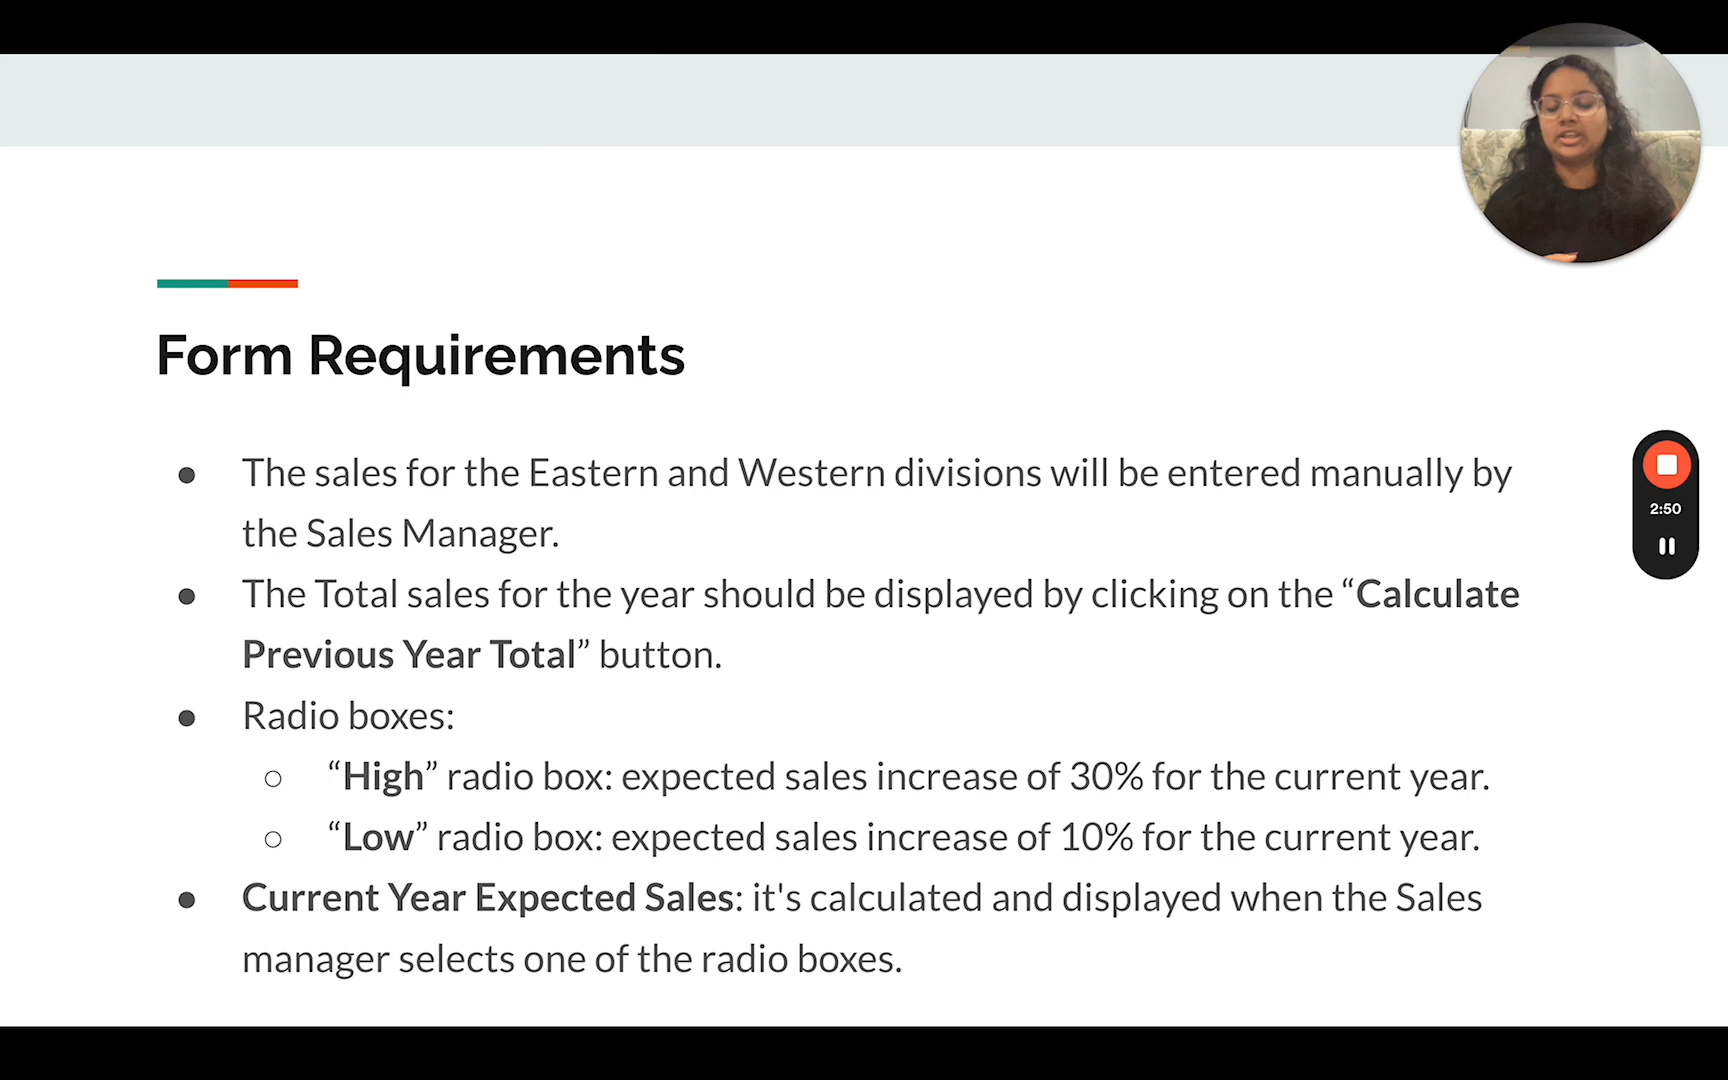 Form Requirements
● The sales for the Eastern and Western divisions will be entered manually by
the Sales Manager.
● The Total sales for the year should be displayed by clicking on the “Calculate
Previous Year Total” button.
● Radio boxes:
○ “High” radio box: expected sales increase of 30% for the current year.
○ “Low” radio box: expected sales increase of 10% for the current year.
● Current Year Expected Sales: it's calculated and displayed when the Sales
manager selects one of the radio boxes.
2:50